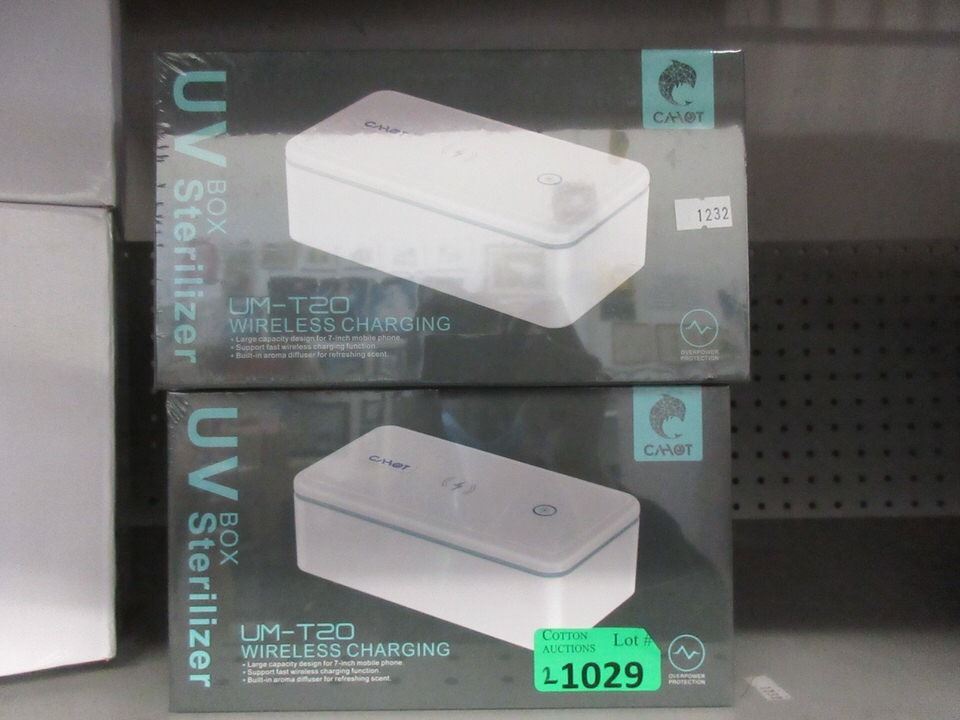 UV BOX
Sterilizer
CAHOT
CAHOT
1232
UM-T20
WIRELESS CHARGING
• Large capacity design for 7-inch mobile phone.
• Support fast wireless charging function.
• Built-in aroma diffuser for refreshing scent.
OVERPOWER
PROTECTION
UV BOX
Sterilizer
CAHOT
CAHOT
UM-T20
WIRELESS CHARGING
• Large capacity design for 7-inch mobile phone.
• Support fast wireless charging function.
• Built-in aroma diffuser for refreshing scent.
COTTON
AUCTIONS
Lot #
2 1029
OVERPOWER
PROTECTION